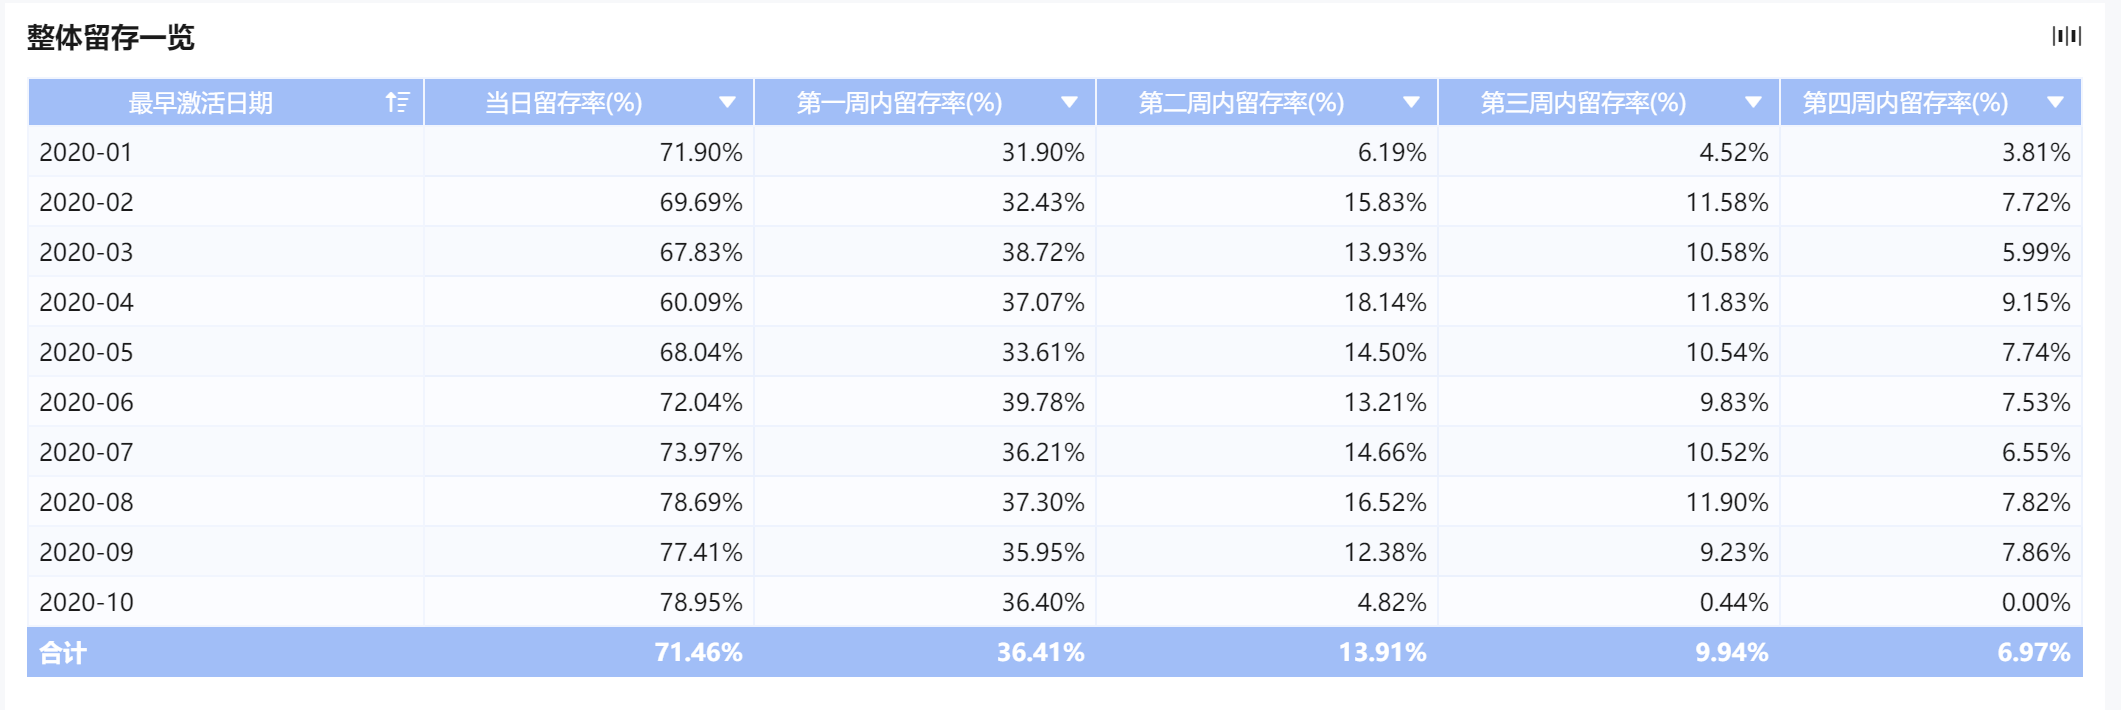 整体留存一览
最早激活日期 当日留存率(%) 第一周内留存率(%) 第二周内留存率(%) 第三周内留存率(%) 第四周内留存率(%)
2020-01 71.90% 31.90% 6.19% 4.52% 3.81%
2020-02 69.69% 32.43% 15.83% 11.58% 7.72%
2020-03 67.83% 38.72% 13.93% 10.58% 5.99%
2020-04 60.09% 37.07% 18.14% 11.83% 9.15%
2020-05 68.04% 33.61% 14.50% 10.54% 7.74%
2020-06 72.04% 39.78% 13.21% 9.83% 7.53%
2020-07 73.97% 36.21% 14.66% 10.52% 6.55%
2020-08 78.69% 37.30% 16.52% 11.90% 7.82%
2020-09 77.41% 35.95% 12.38% 9.23% 7.86%
2020-10 78.95% 36.40% 4.82% 0.44% 0.00%
合计 71.46% 36.41% 13.91% 9.94% 6.97%